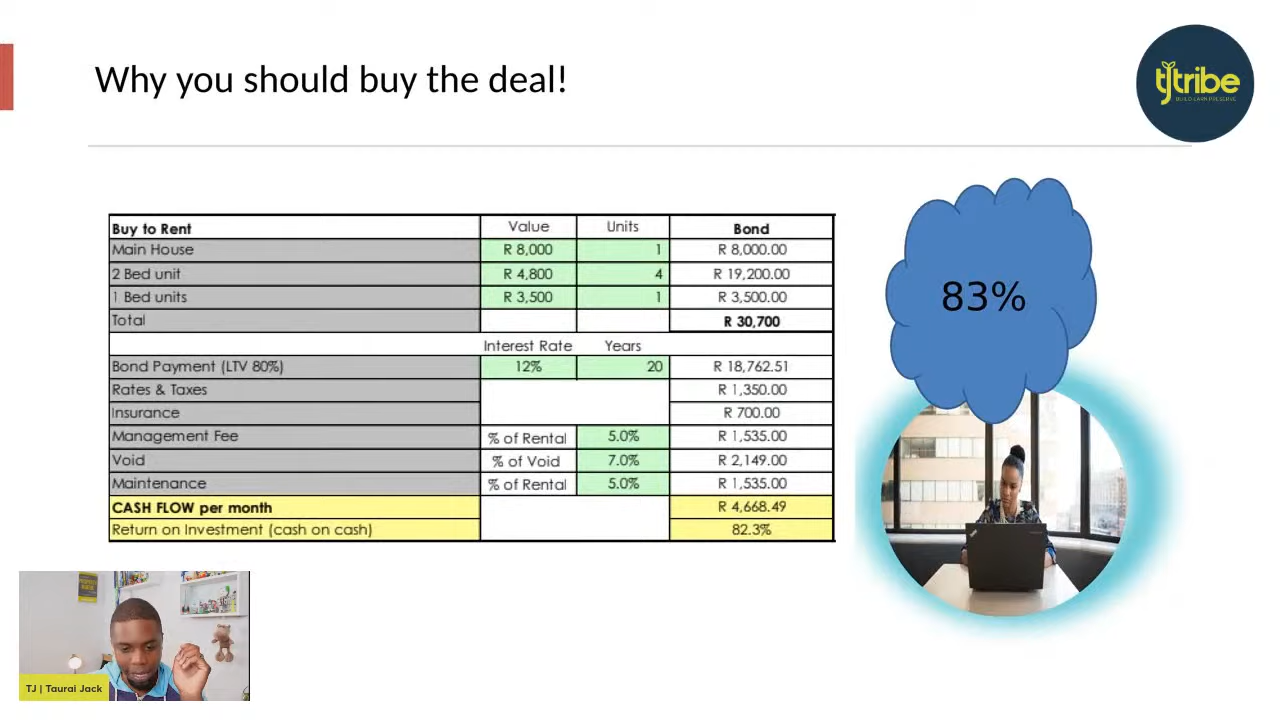 Why you should buy the deal!
tjtribe
BUILD EARN PRESERVE
Buy to Rent Value Units Bond
Main House R 8,000 1 R 8,000.00
2 Bed unit R 4,800 4 R 19,200.00
1 Bed units R 3,500 1 R 3,500.00
Total R 30,700
Interest Rate Years
Bond Payment (LTV 80%) 12% 20 R 18,762.51
Rates & Taxes R 1,350.00
Insurance R 700.00
Management Fee % of Rental 5.0% R 1,535.00
Void % of Void 7.0% R 2,149.00
Maintenance % of Rental 5.0% R 1,535.00
CASH FLOW per month R 4,668.49
Return on Investment (cash on cash) 82.3%
83%
TJ | Taurai Jack